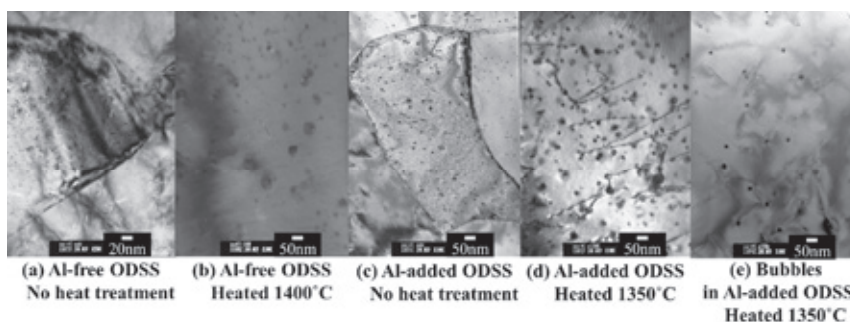 20nm
50nm
50nm
50nm
50nm
(a) Al-free ODSS
No heat treatment
(b) Al-free ODSS
Heated 1400˚C
(c) Al-added ODSS
No heat treatment
(d) Al-added ODSS
Heated 1350˚C
(e) Bubbles
in Al-added ODSS
Heated 1350˚C